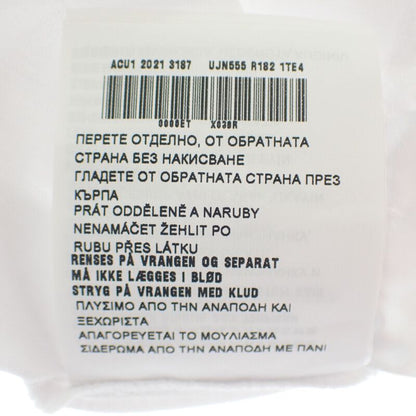 ACU1 2021 3187 UJN555 R182 1TE4
0000ET X038R
ПЕРЕТЕ ОТДЕЛНО, ОТ ОБРАТНАТА
СТРАНА БЕЗ НАКИСВАНЕ
ГЛАДЕТЕ ОТ ОБРАТНАТА СТРАНА ПРЕЗ
КЪРПА
PRÁT ODDĚLENĚ A NARUBY
NENAMÁČET ŽEHLIT PO
RUBU PŘES LÁTKU
RENSES PÅ VRANGEN OG SEPARAT
MÅ IKKE LÆGGES I BLØD
STRYG PÅ VRANGEN MED KLUD
ΠΛΥΣΙΜΟ ΑΠΟ ΤΗΝ ΑΝΑΠΟΔΗ ΚΑΙ
ΞΕΧΩΡΙΣΤΑ
ΑΠΑΓΟΡΕΥΕΤΑΙ ΤΟ ΜΟΥΛΙΑΣΜΑ
ΣΙΔΕΡΩΜΑ ΑΠΟ ΤΗΝ ΑΝΑΠΟΔΗ ΜΕ ΠΑΝΙ